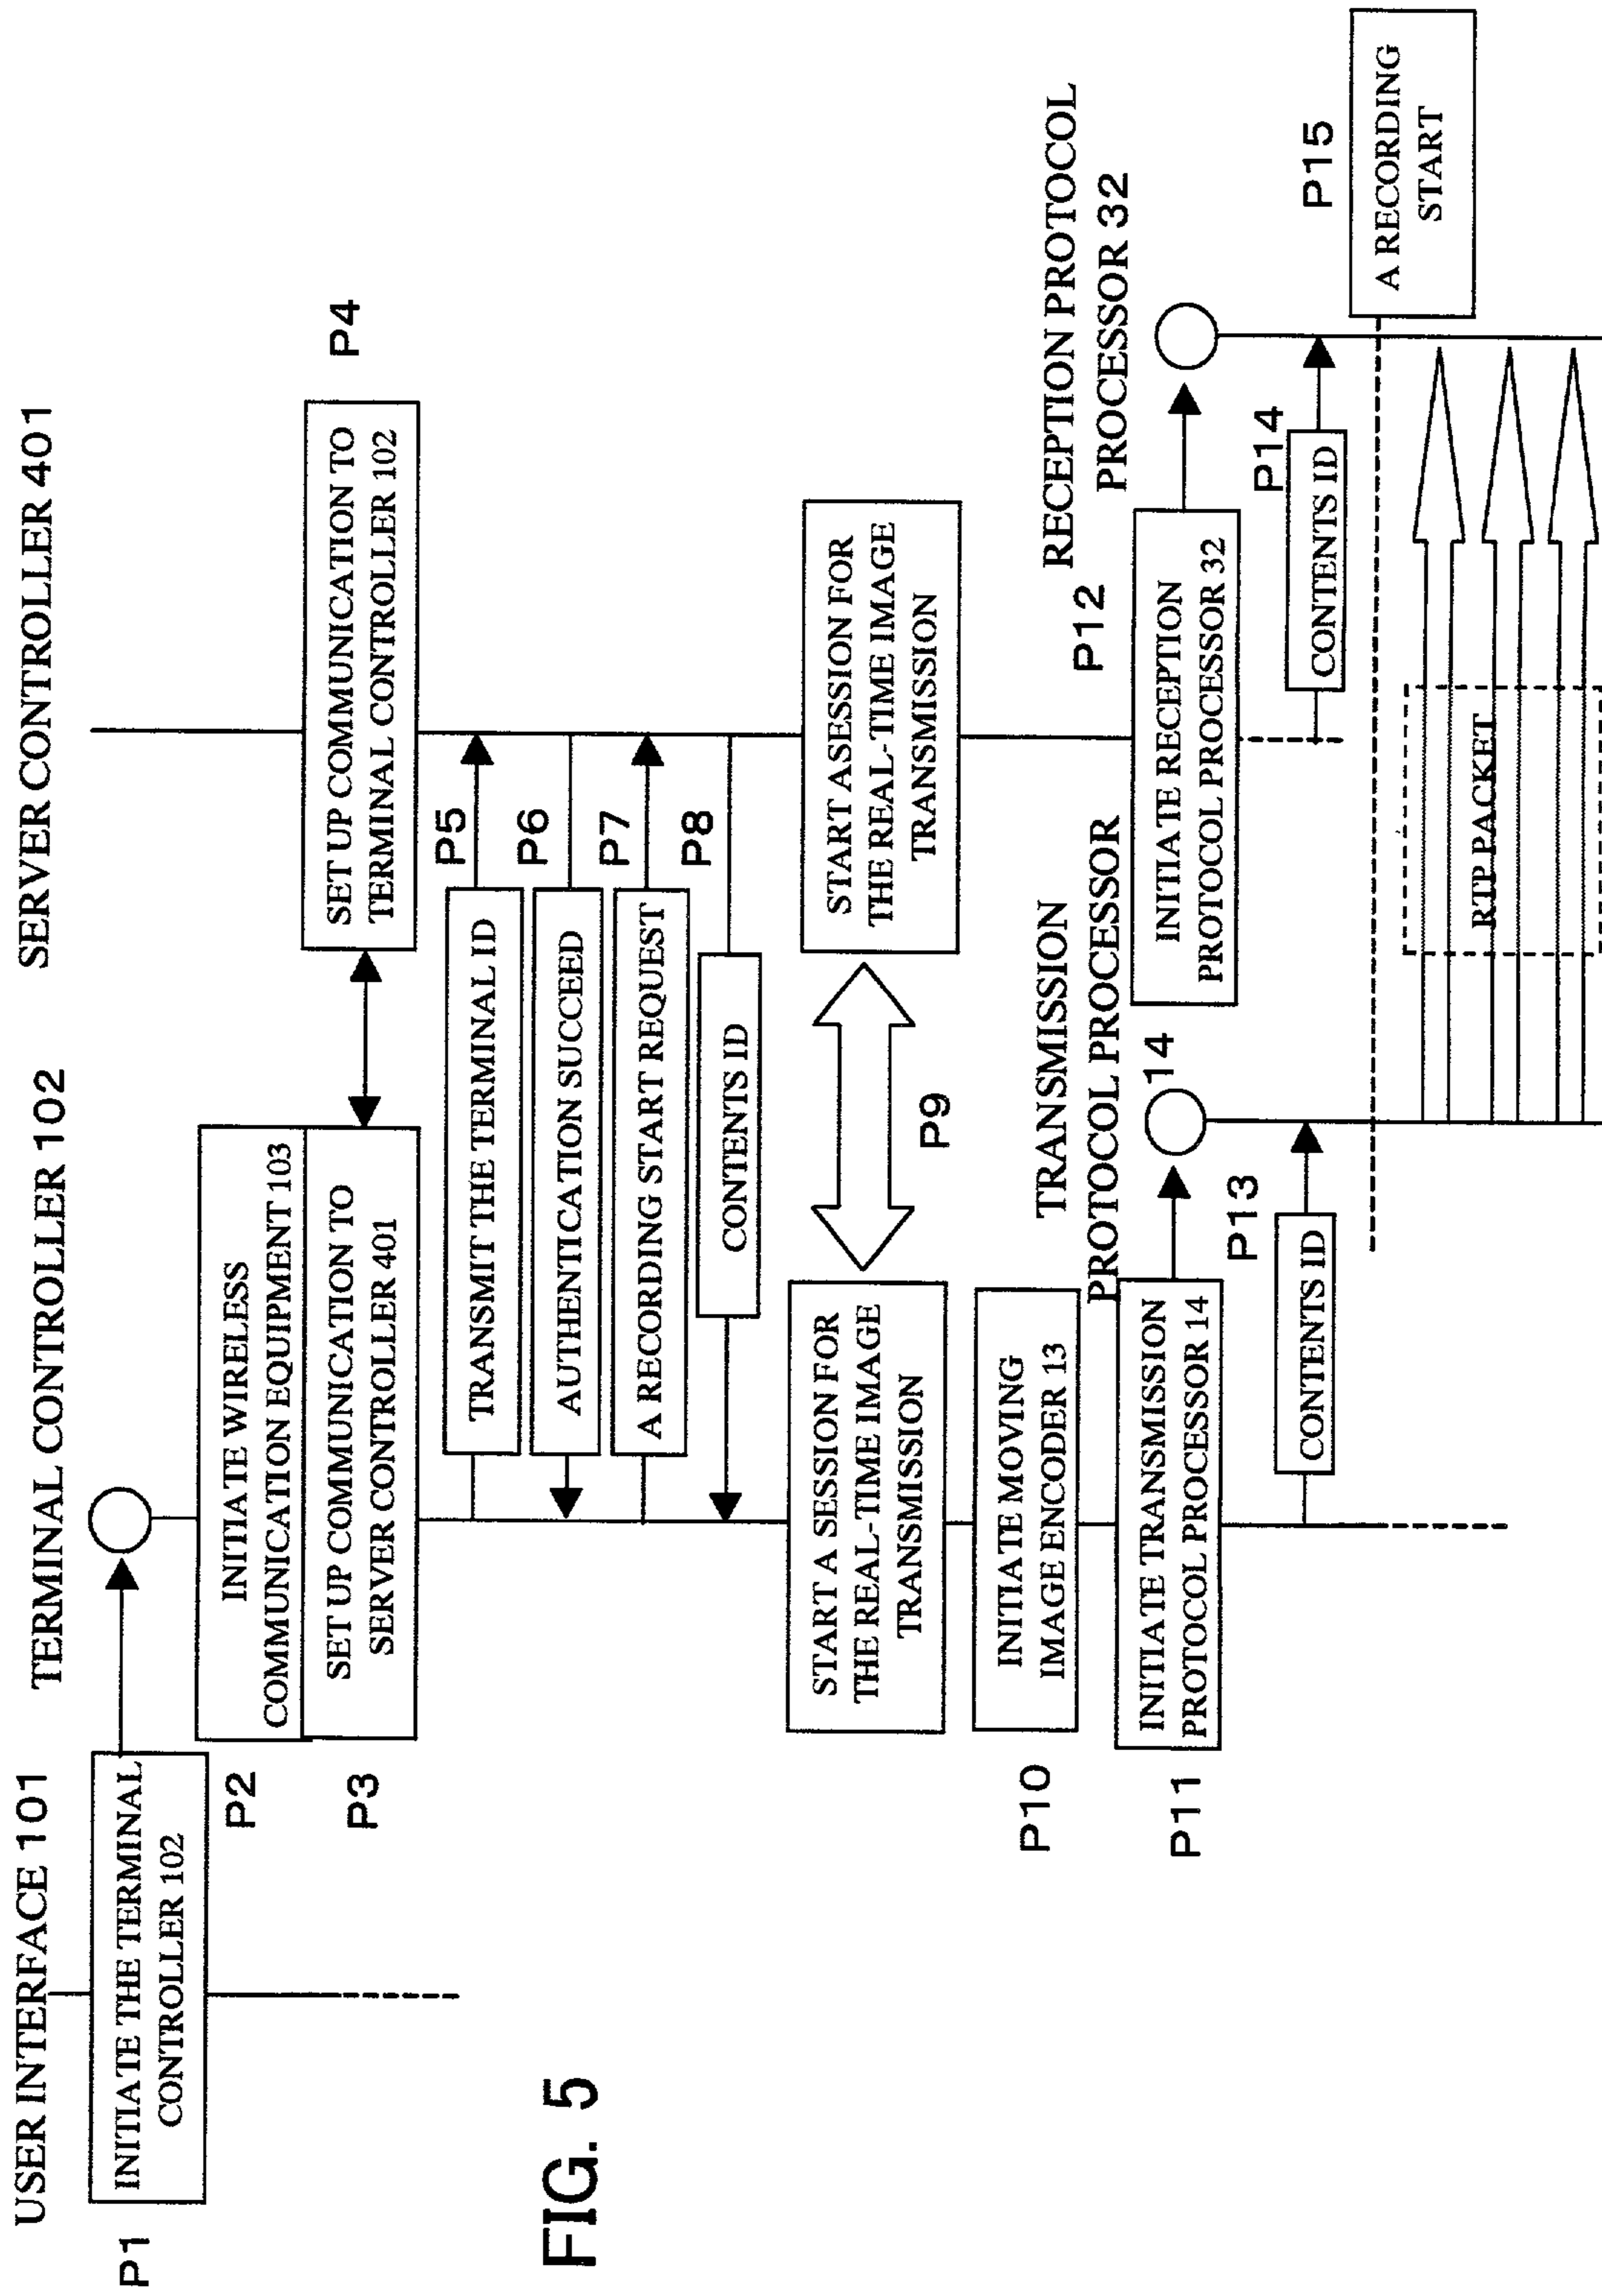 USER INTERFACE 101
TERMINAL CONTROLLER 102
SERVER CONTROLLER 401
P1
INITIATE THE TERMINAL
CONTROLLER 102
P2
INITIATE WIRELESS
COMMUNICATION EQUIPMENT 103
P3
SET UP COMMUNICATION TO
SERVER CONTROLLER 401
SET UP COMMUNICATION TO
TERMINAL CONTROLLER 102
P4
TRANSMIT THE TERMINAL ID
P5
AUTHENTICATION SUCCEED
P6
A RECORDING START REQUEST
P7
CONTENTS ID
P8
START A SESSION FOR
THE REAL-TIME IMAGE
TRANSMISSION
P9
START ASESSION FOR
THE REAL-TIME IMAGE
TRANSMISSION
P10
INITIATE MOVING
IMAGE ENCODER 13
TRANSMISSION
PROTOCOL PROCESSOR
14
RECEPTION PROTOCOL
PROCESSOR 32
P11
INITIATE TRANSMISSION
PROTOCOL PROCESSOR 14
P12
INITIATE RECEPTION
PROTOCOL PROCESSOR 32
P13
CONTENTS ID
P14
CONTENTS ID
P15
A RECORDING
START
RTP PACKET
FIG. 5